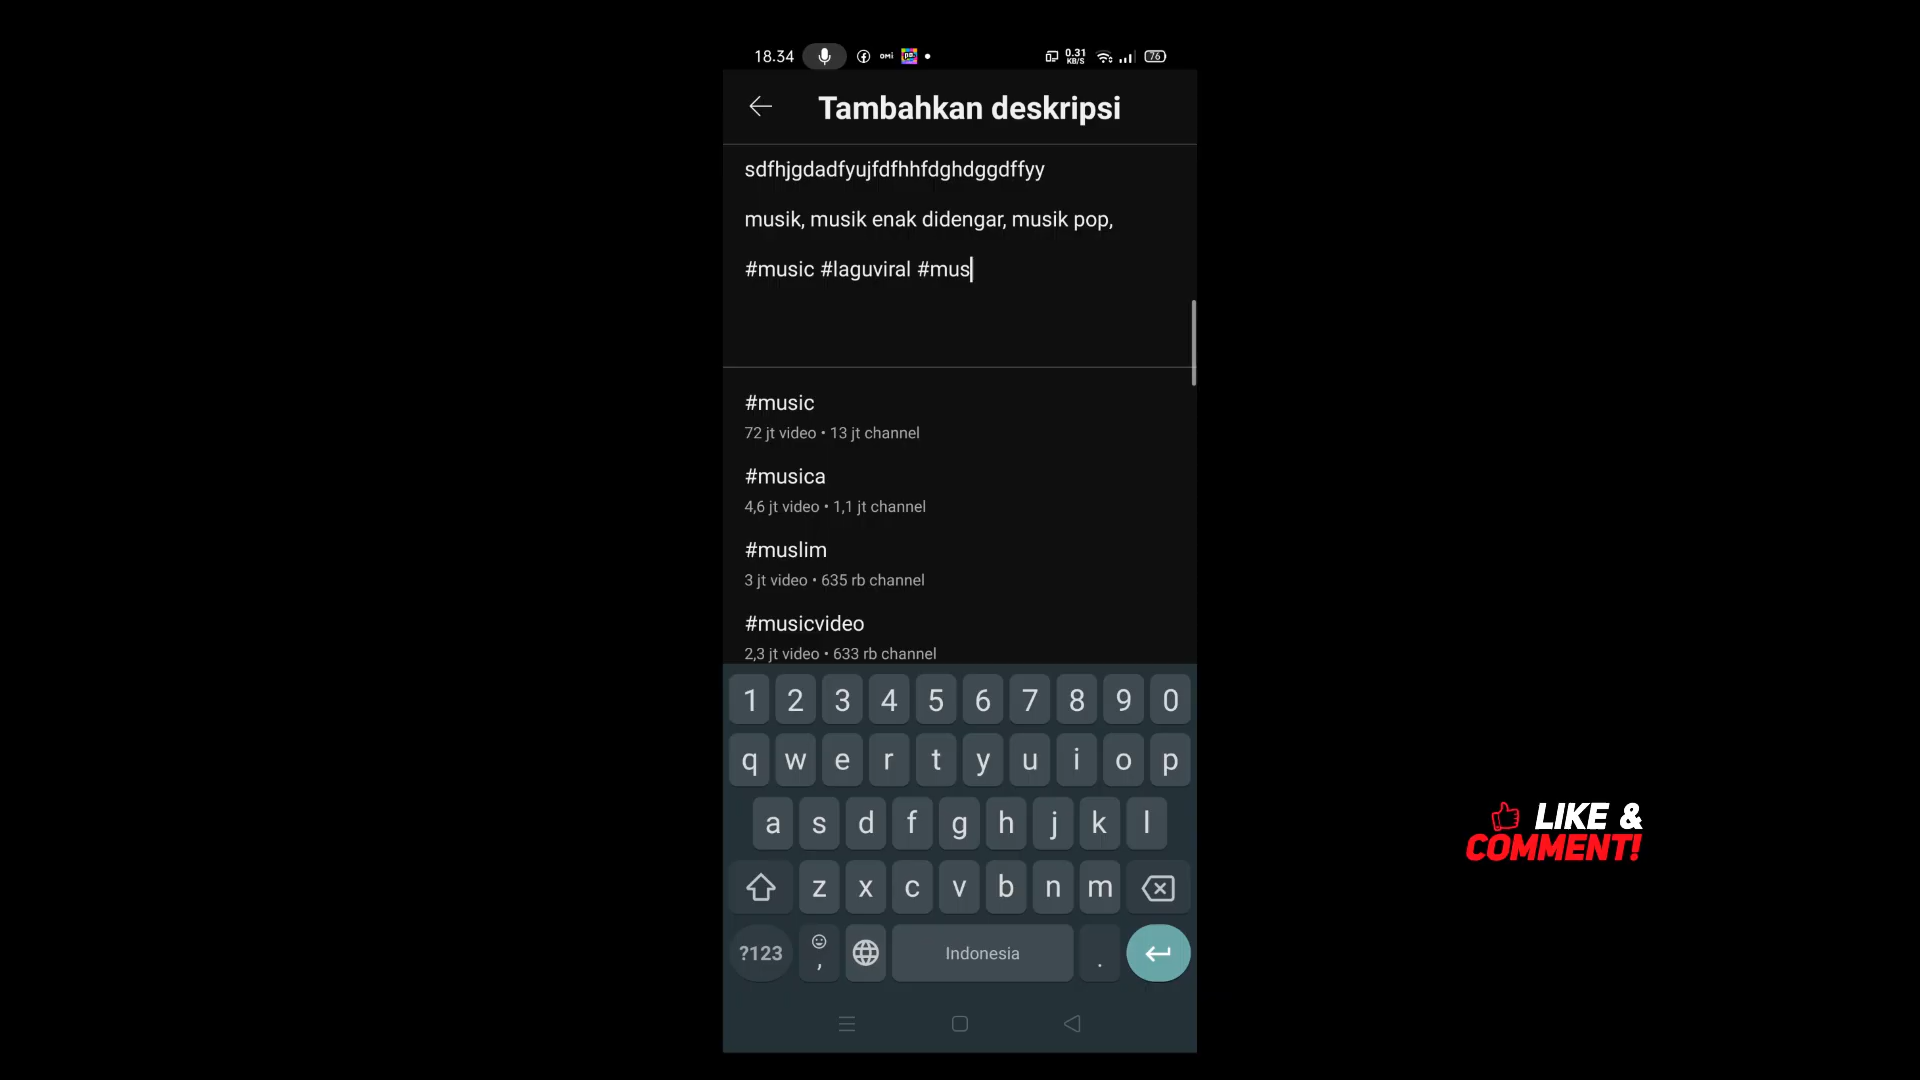 18.34 OMI 0.31 KB/S 76
Tambahkan deskripsi
sdfhjgdadfyujfdfhhfdghdggdffyy
musik, musik enak didengar, musik pop,
#music #laguviral #mus
#music
72 jt video • 13 jt channel
#musica
4,6 jt video • 1,1 jt channel
#muslim
3 jt video • 635 rb channel
#musicvideo
2,3 jt video • 633 rb channel
1 2 3 4 5 6 7 8 9 0
q w e r t y u i o p
a s d f g h j k l
z x c v b n m
?123 , Indonesia .
LIKE &
COMMENT!